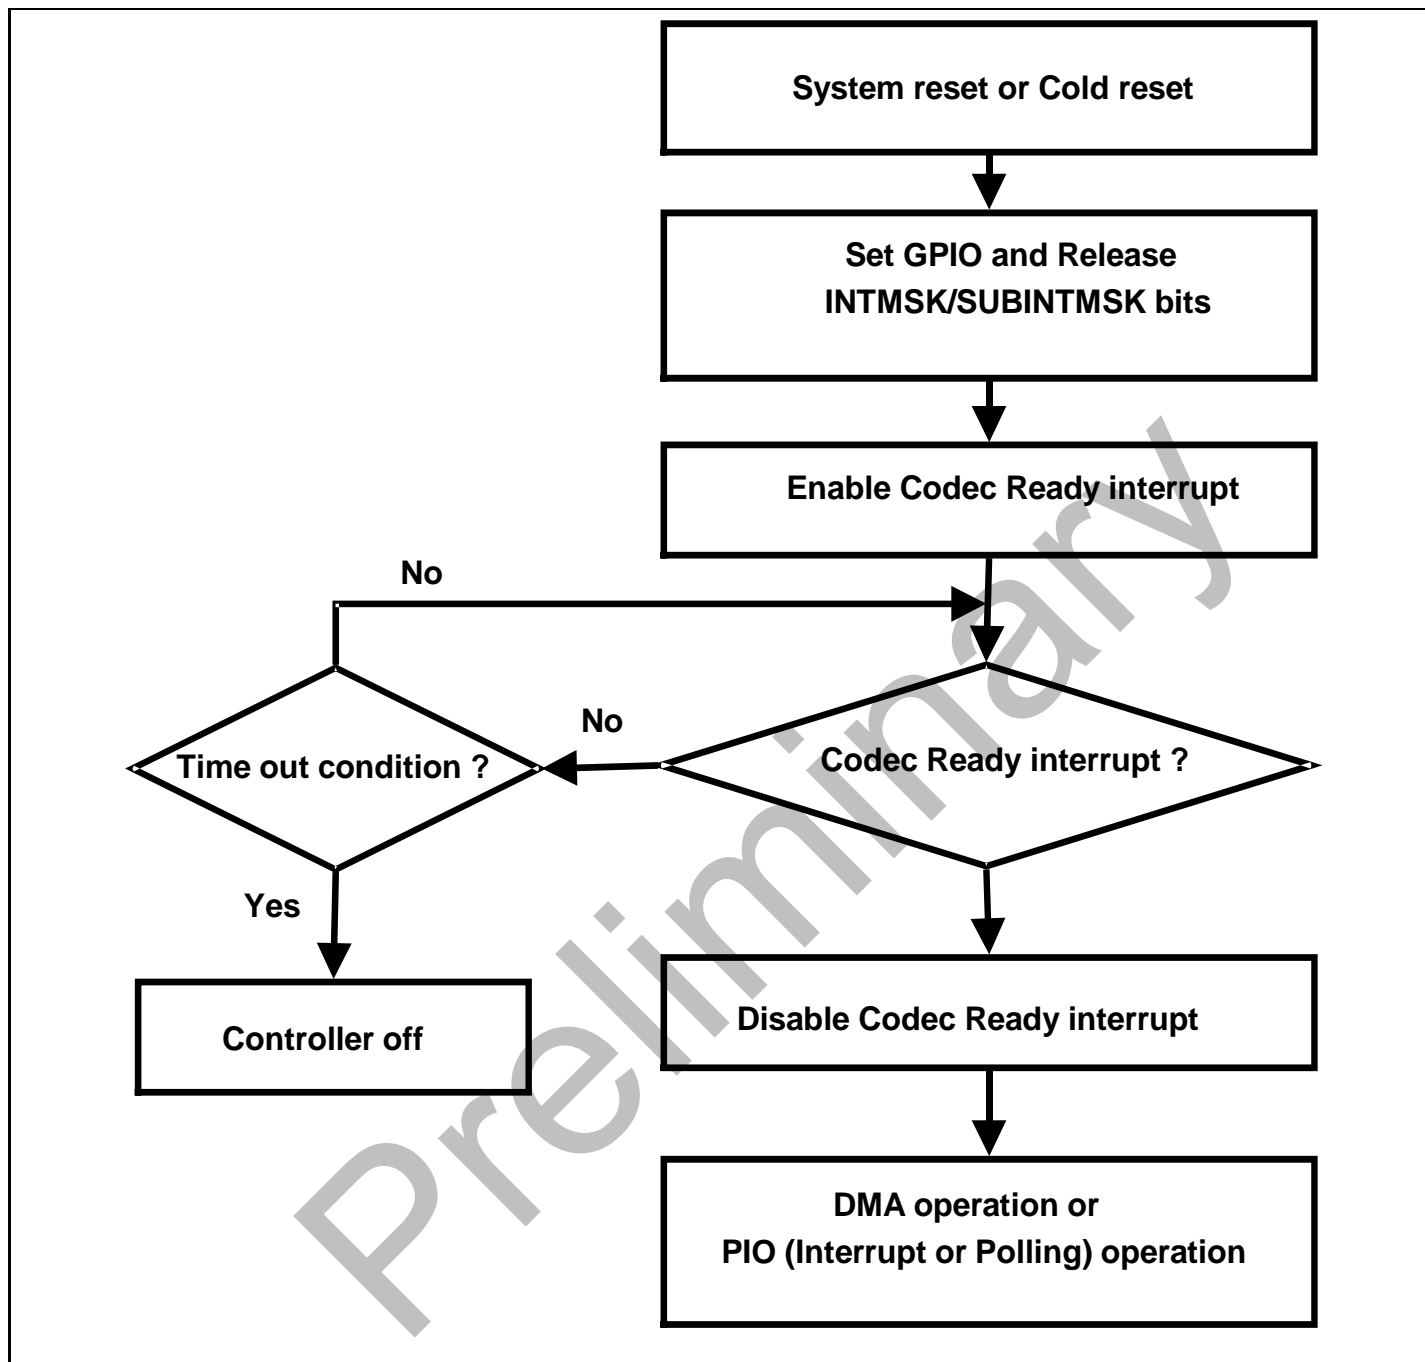 System reset or Cold reset
Set GPIO and Release
INTMSK/SUBINTMSK bits
Enable Codec Ready interrupt
No
No
Time out condition ?
Codec Ready interrupt ?
Yes
Controller off
Disable Codec Ready interrupt
DMA operation or
PIO (Interrupt or Polling) operation
Preliminary